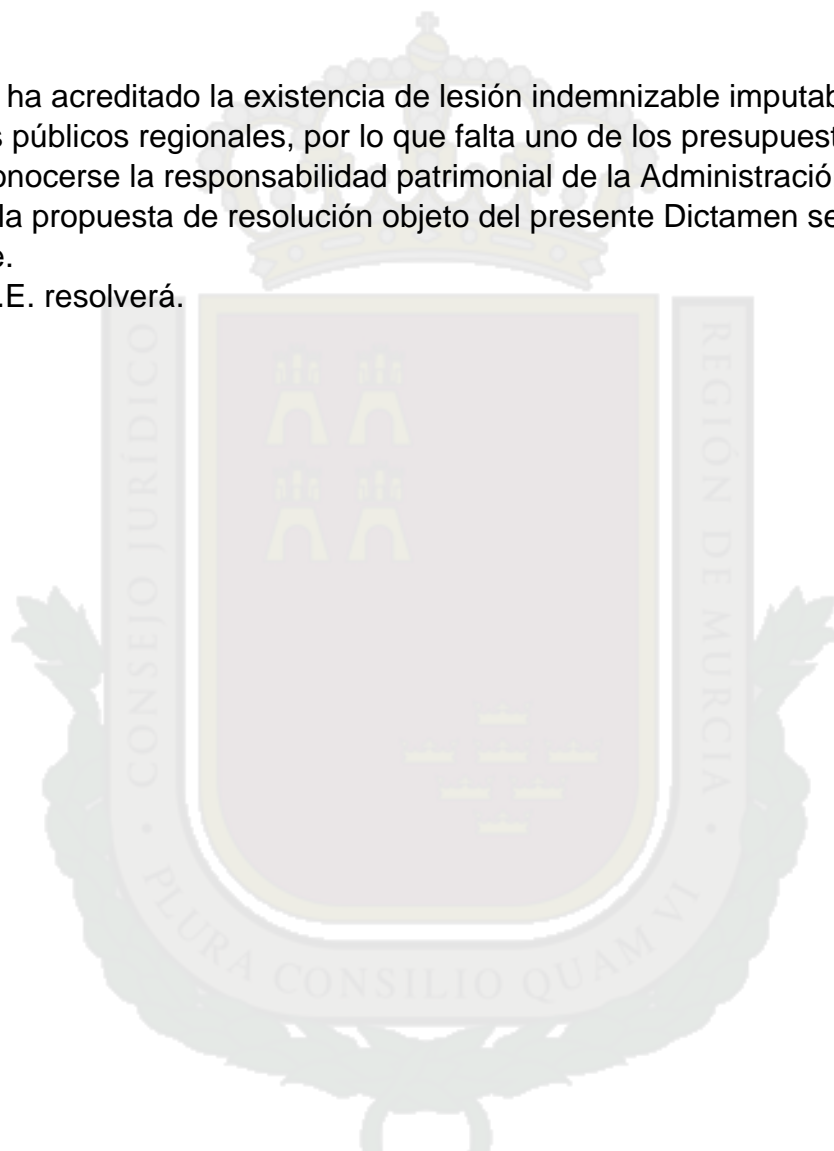 ha acreditado la existencia de lesión indemnizable imputab
s públicos regionales, por lo que falta uno de los presupuest
onocerse la responsabilidad patrimonial de la Administració
la propuesta de resolución objeto del presente Dictamen se
e.
.E. resolverá.
CONSEJO JURÍDICO
REGIÓN DE MURCIA
PLURA CONSILIO QUAM VI